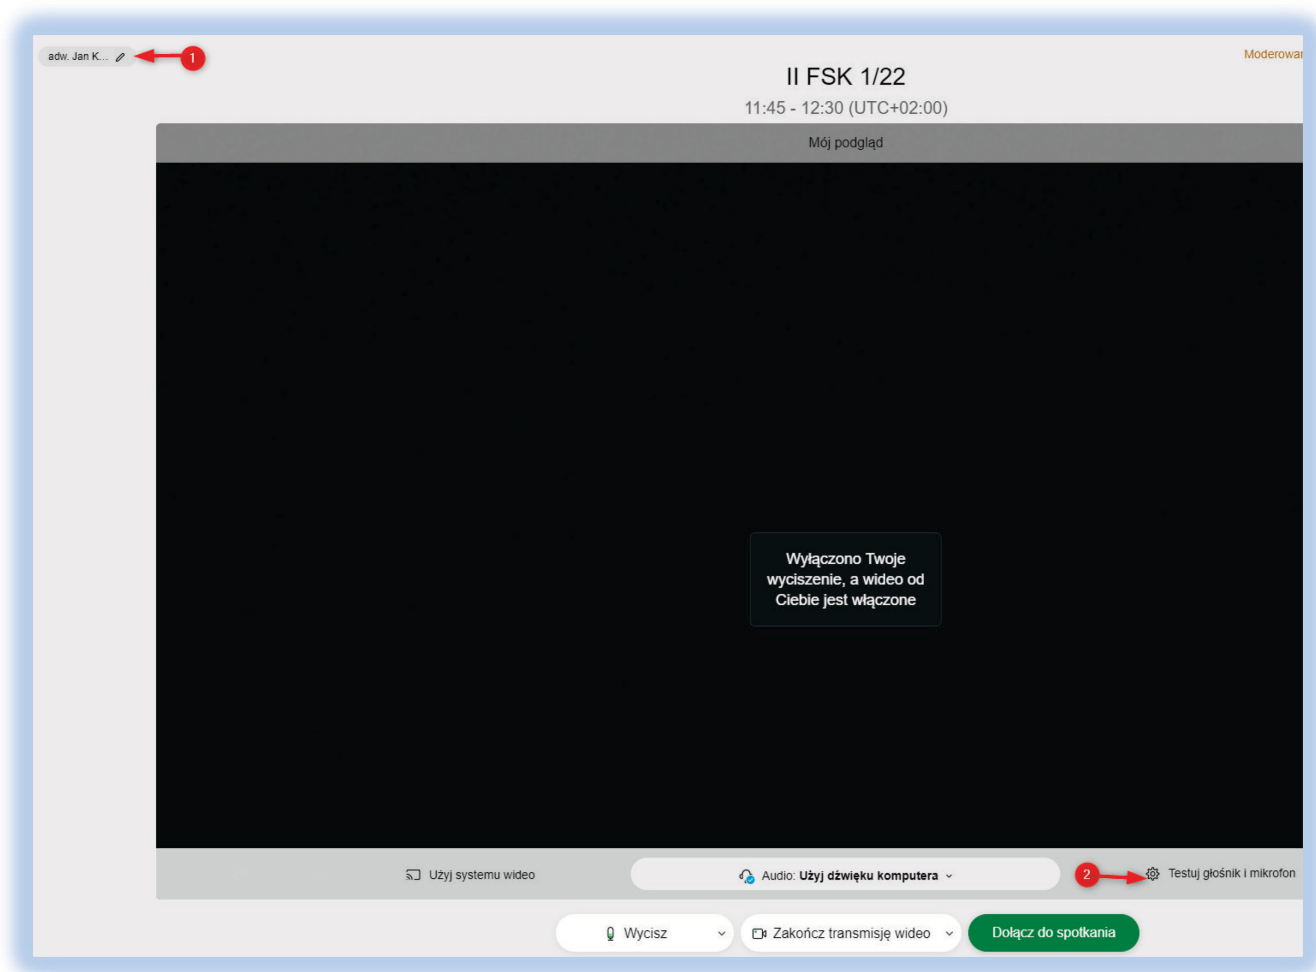 adw. Jan K...
1
Moderowa
II FSK 1/22
11:45 - 12:30 (UTC+02:00)
Mój podgląd
Wyłączono Twoje
wyciszenie, a wideo od
Ciebie jest włączone
Użyj systemu wideo
Audio: Użyj dźwięku komputera
2
Testuj głośnik i mikrofon
Wycisz
Zakończ transmisję wideo
Dołącz do spotkania